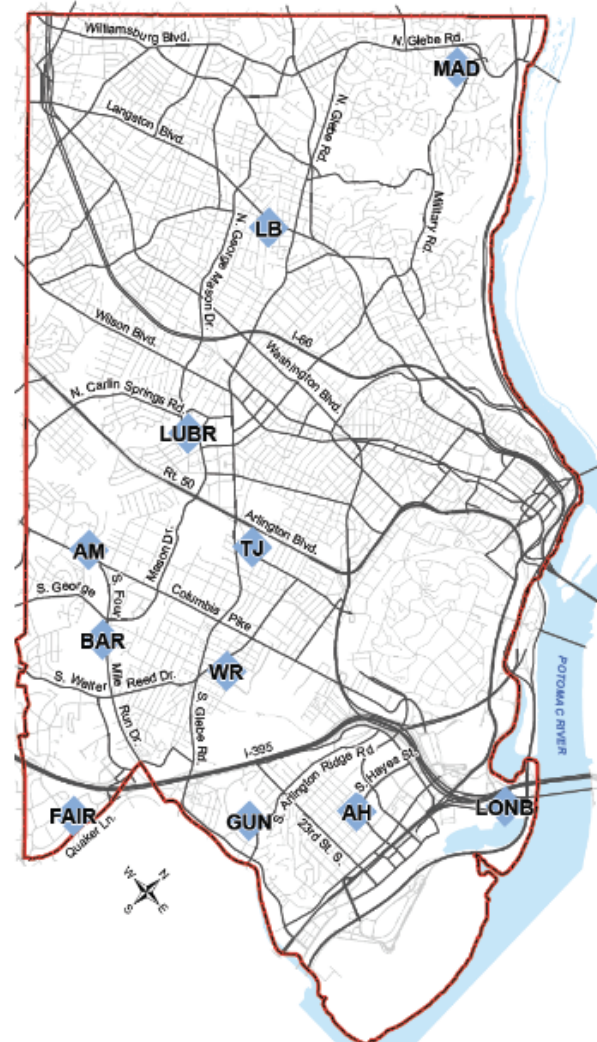 Williamsburg Blvd.
N. Glebe Rd.
MAD
Langston Blvd.
N. Glebe Rd.
Military Rd.
LB
N. George Mason Dr.
Wilson Blvd.
I-66
Washington Blvd.
N. Carlin Springs Rd.
LUBR
Rt. 50
Arlington Blvd.
AM
TJ
Mason Dr.
S. George
S. Four
Columbia Pike
BAR
Mile
WR
S. Walter Reed Dr.
Run Dr.
S. Glebe Rd.
POTOMAC RIVER
I-395
S. Arlington Ridge Rd.
S. Hayes St.
FAIR
Quaker Ln.
GUN
23rd St. S.
AH
LONB
N
W
E
S